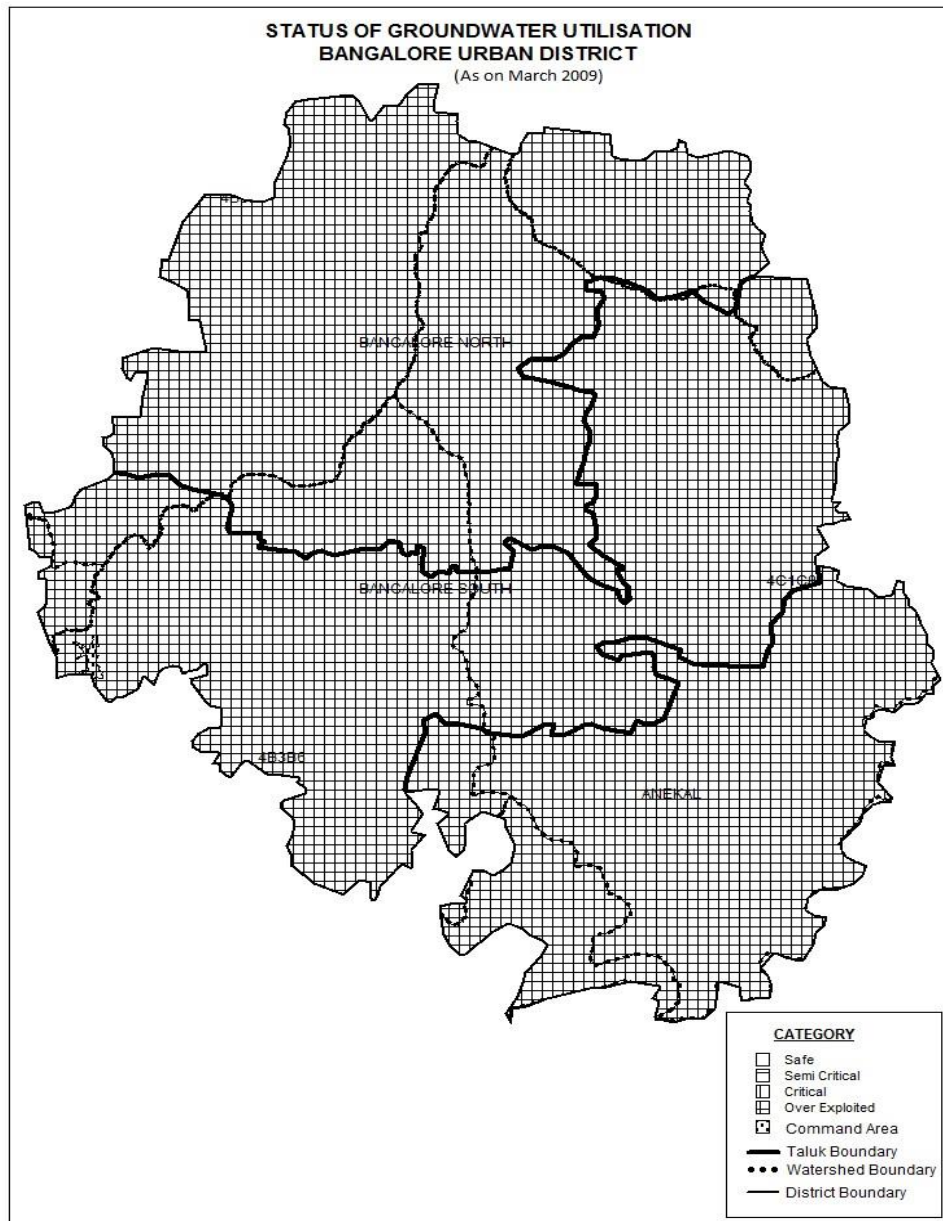 STATUS OF GROUNDWATER UTILISATION
BANGALORE URBAN DISTRICT
(As on March 2009)
BANGALORE NORTH
BANGALORE SOUTH
4B3B6
ANEKAL
CATEGORY
Safe
Semi Critical
Critical
Over Exploited
Command Area
Taluk Boundary
Watershed Boundary
District Boundary